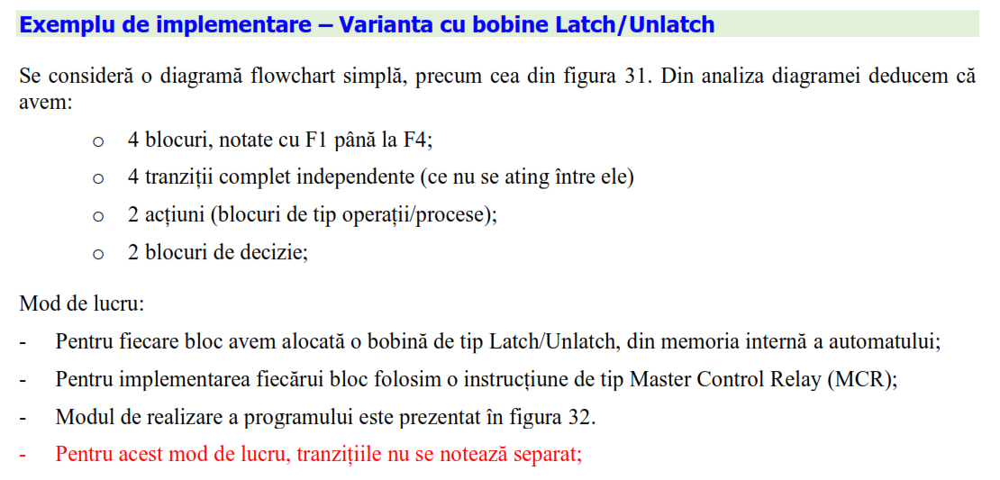 Exemplu de implementare – Varianta cu bobine Latch/Unlatch
Se consideră o diagramă flowchart simplă, precum cea din figura 31. Din analiza diagramei deducem că
avem:
o 4 blocuri, notate cu F1 până la F4;
o 4 tranziții complet independente (ce nu se ating între ele)
o 2 acțiuni (blocuri de tip operații/procese);
o 2 blocuri de decizie;
Mod de lucru:
- Pentru fiecare bloc avem alocată o bobină de tip Latch/Unlatch, din memoria internă a automatului;
- Pentru implementarea fiecărui bloc folosim o instrucțiune de tip Master Control Relay (MCR);
- Modul de realizare a programului este prezentat în figura 32.
- Pentru acest mod de lucru, tranzițiile nu se notează separat;